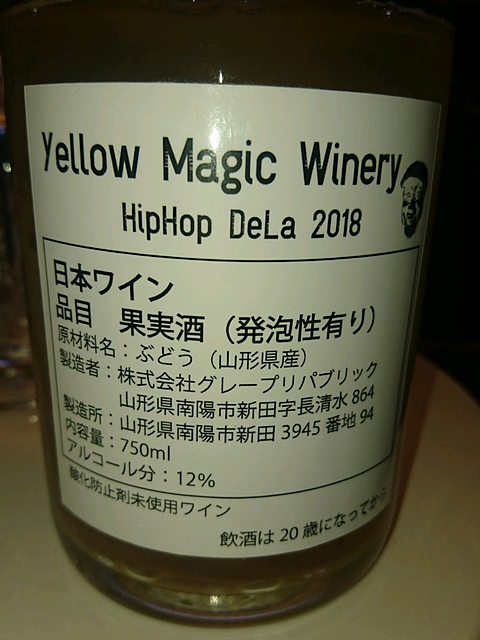 Yellow Magic Winery
HipHop DeLa 2018
日本ワイン
品目　果実酒（発泡性有り）
原材料名：ぶどう（山形県産）
製造者：株式会社グレープリパブリック
山形県南陽市新田字長清水 864
製造所：山形県南陽市新田 3945 番地 94
内容量：750ml
アルコール分：12%
酸化防止剤未使用ワイン
飲酒は 20 歳になってから